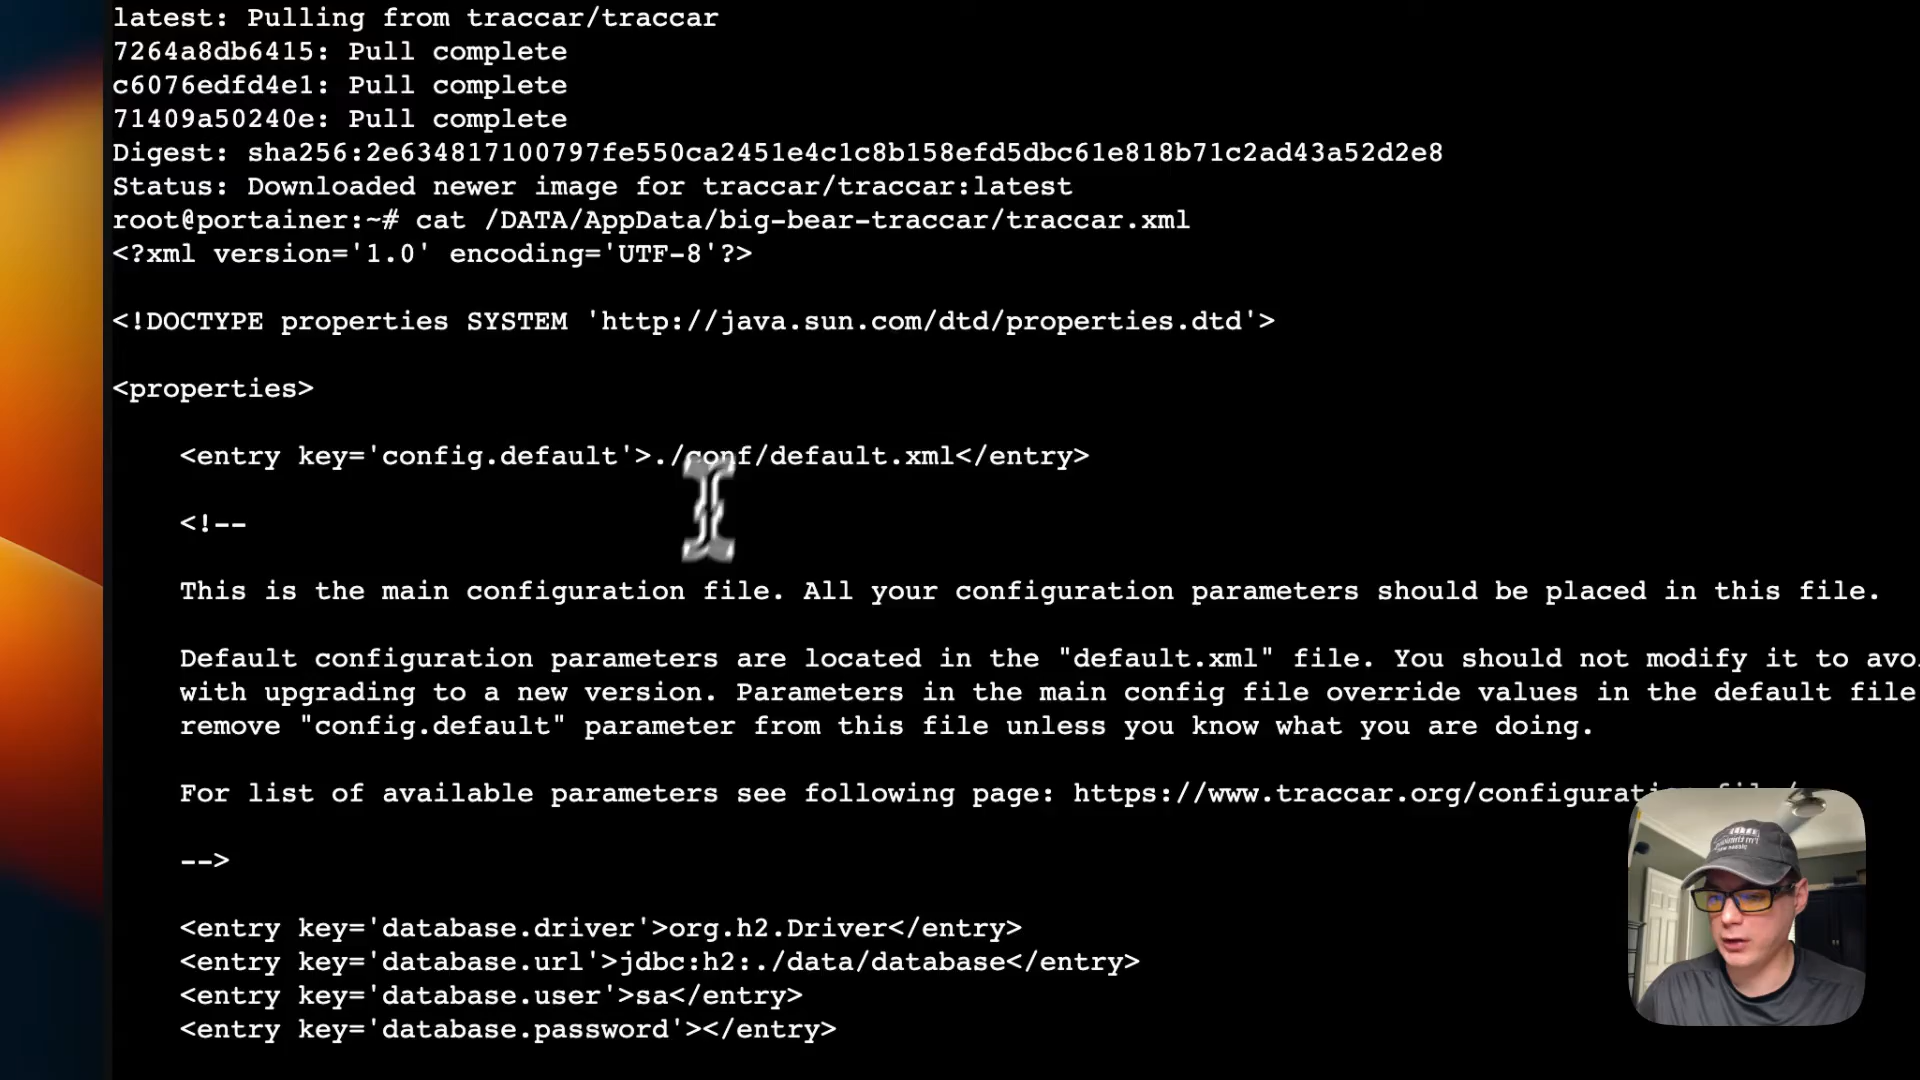 latest: Pulling from traccar/traccar
7264a8db6415: Pull complete
c6076edfd4e1: Pull complete
71409a50240e: Pull complete
Digest: sha256:2e634817100797fe550ca2451e4c1c8b158efd5dbc61e818b71c2ad43a52d2e8
Status: Downloaded newer image for traccar/traccar:latest
root@portainer:~# cat /DATA/AppData/big-bear-traccar/traccar.xml
<?xml version='1.0' encoding='UTF-8'?>
<!DOCTYPE properties SYSTEM 'http://java.sun.com/dtd/properties.dtd'>
<properties>
<entry key='config.default'>./conf/default.xml</entry>
<!--
This is the main configuration file. All your configuration parameters should be placed in this file.
Default configuration parameters are located in the "default.xml" file. You should not modify it to avoi
with upgrading to a new version. Parameters in the main config file override values in the default file
remove "config.default" parameter from this file unless you know what you are doing.
For list of available parameters see following page: https://www.traccar.org/configuration-file/
-->
<entry key='database.driver'>org.h2.Driver</entry>
<entry key='database.url'>jdbc:h2:./data/database</entry>
<entry key='database.user'>sa</entry>
<entry key='database.password'></entry>